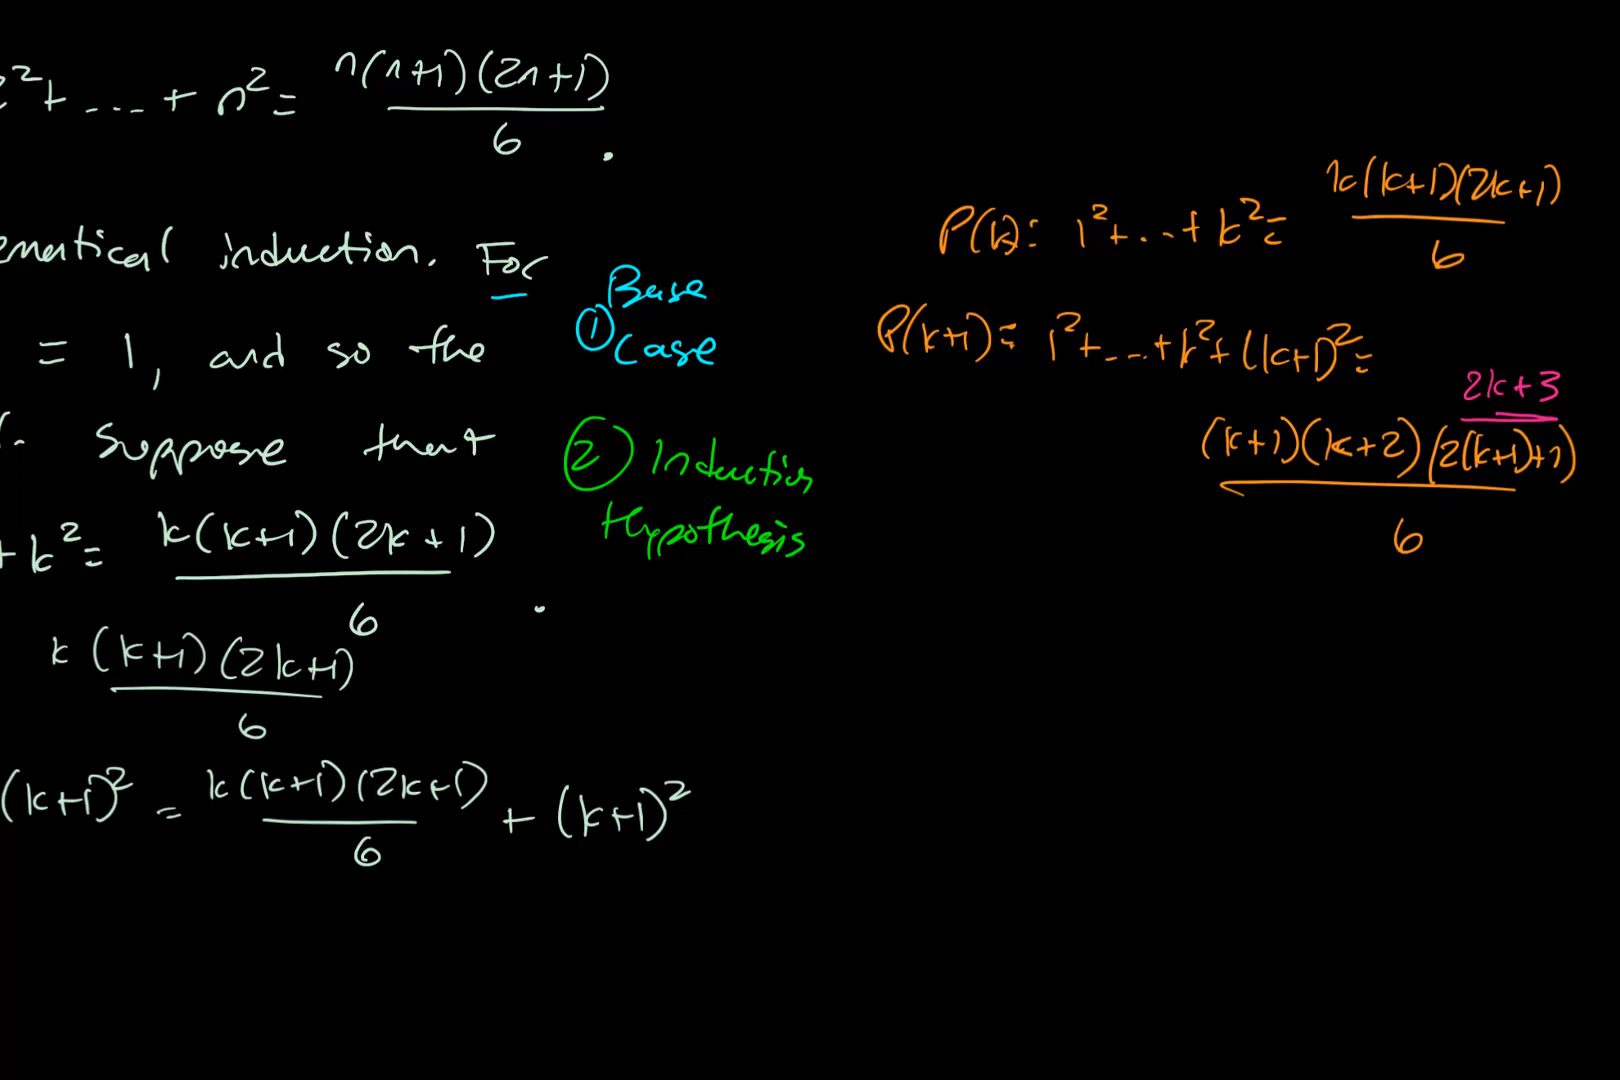 2² + ... + n² = n(n+1)(2n+1) / 6 .
ematical induction. For
= 1, and so the
Suppose that
+ k² = k(k+1)(2k+1) / 6 .
k(k+1)(2k+1) / 6
(k+1)² = k(k+1)(2k+1) / 6 + (k+1)²
Base
① Case
② Induction
Hypothesis
P(k): 1² + ... + k² = k(k+1)(2k+1) / 6
P(k+1): 1² + ... + k² + (k+1)² =
2k+3
(k+1)(k+2)(2(k+1)+1) / 6